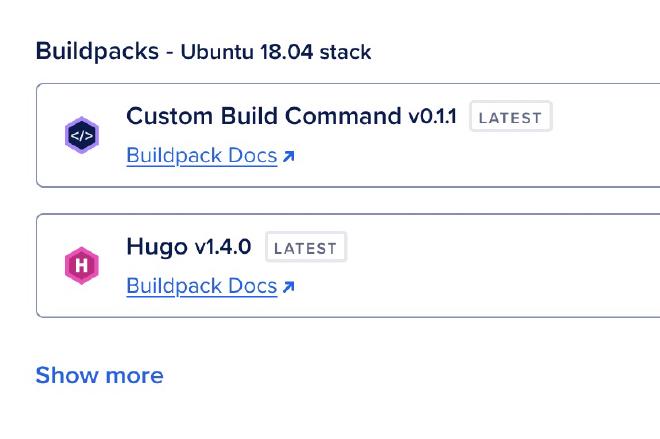 Buildpacks - Ubuntu 18.04 stack
</>
Custom Build Command v0.1.1 LATEST
Buildpack Docs
H
Hugo v1.4.0 LATEST
Buildpack Docs
Show more